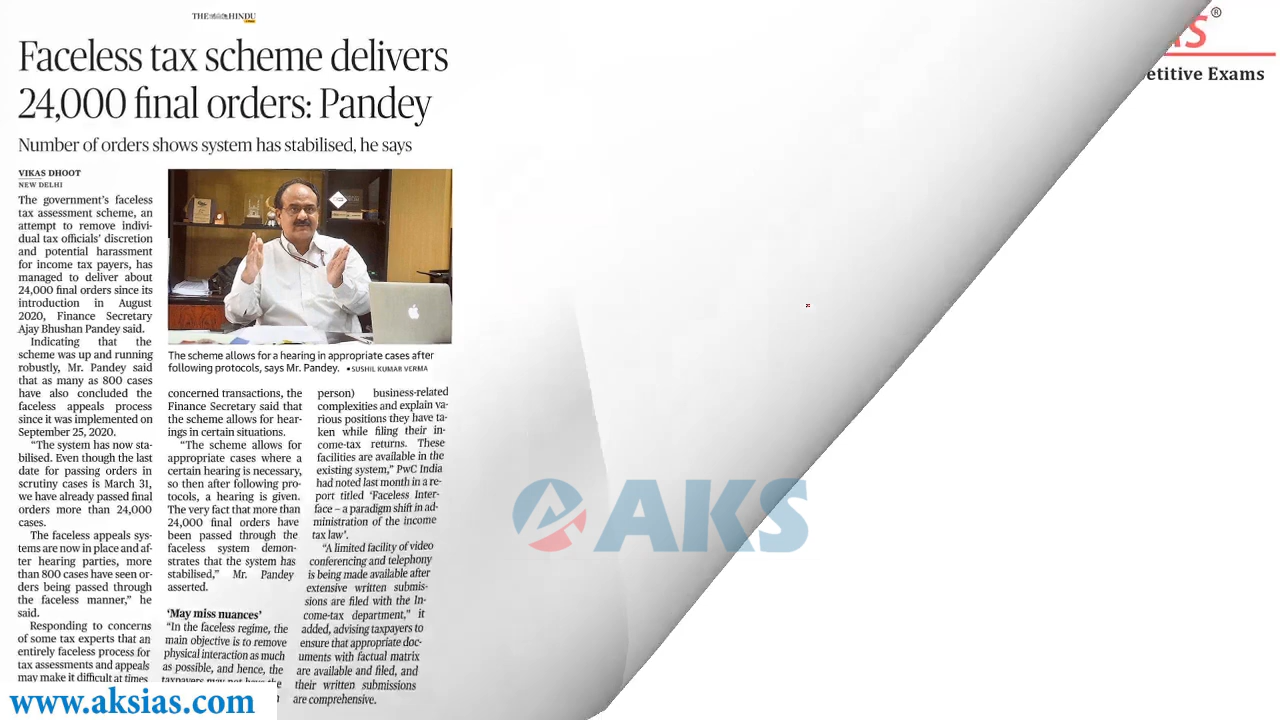 THE HINDU
Faceless tax scheme delivers
24,000 final orders: Pandey
Number of orders shows system has stabilised, he says
VIKAS DHOOT
NEW DELHI
The government's faceless
tax assessment scheme, an
attempt to remove indivi-
dual tax officials' discretion
and potential harassment
for income tax payers, has
managed to deliver about
24,000 final orders since its
introduction in August
2020, Finance Secretary
Ajay Bhushan Pandey said.
Indicating that the
scheme was up and running
robustly, Mr. Pandey said
that as many as 800 cases
have also concluded the
faceless appeals process
since it was implemented on
September 25, 2020.
“The system has now sta-
bilised. Even though the last
date for passing orders in
scrutiny cases is March 31,
we have already passed final
orders more than 24,000
cases.
The faceless appeals sys-
tems are now in place and af-
ter hearing parties, more
than 800 cases have seen or-
ders being passed through
the faceless manner,” he
said.
Responding to concerns
of some tax experts that an
entirely faceless process for
tax assessments and appeals
may make it difficult at times
The scheme allows for a hearing in appropriate cases after
following protocols, says Mr. Pandey. •SUSHIL KUMAR VERMA
concerned transactions, the
Finance Secretary said that
the scheme allows for hear-
ings in certain situations.
“The scheme allows for
appropriate cases where a
certain hearing is necessary,
so then after following pro-
tocols, a hearing is given.
The very fact that more than
24,000 final orders have
been passed through the
faceless system demon-
strates that the system has
stabilised,” Mr. Pandey
asserted.
‘May miss nuances’
“In the faceless regime, the
main objective is to remove
physical interaction as much
as possible, and hence, the
taxpayers may not have the
person) business-related
complexities and explain va-
rious positions they have ta-
ken while filing their in-
come-tax returns. These
facilities are available in the
existing system,” PwC India
had noted last month in a re-
port titled ‘Faceless Inter-
face – a paradigm shift in ad-
ministration of the income
tax law’.
“A limited facility of video
conferencing and telephony
is being made available after
extensive written submis-
sions are filed with the In-
come-tax department,” it
added, advising taxpayers to
ensure that appropriate doc-
uments with factual matrix
are available and filed, and
their written submissions
are comprehensive.
AKS
etitive Exams
www.aksias.com